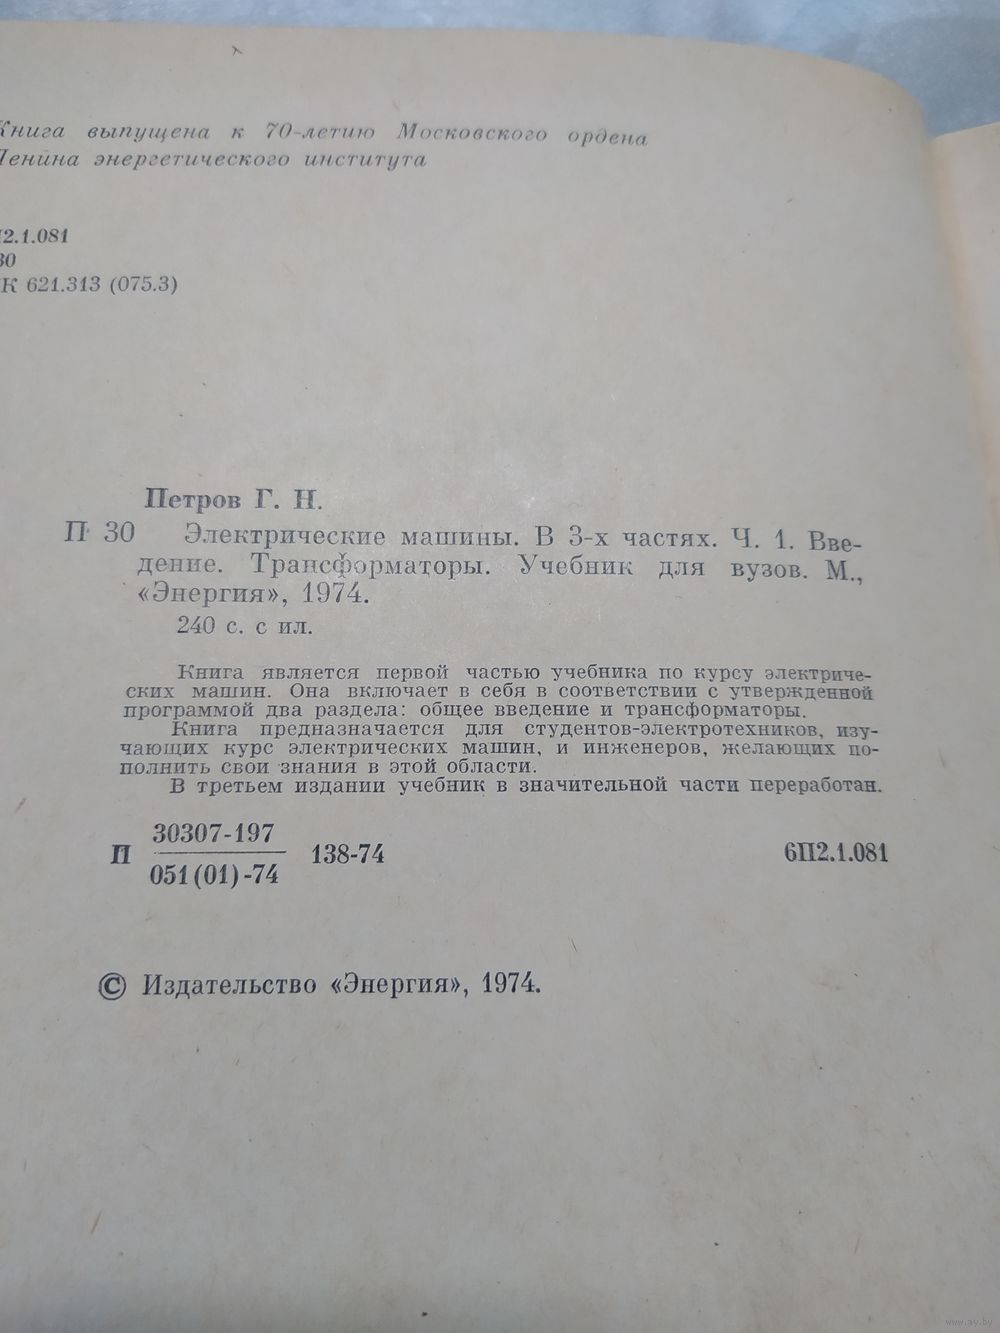 Книга выпущена к 70-летию Московского ордена
Ленина энергетического института
2.1.081
30
К 621.313 (075.3)
Петров Г. Н.
П 30 Электрические машины. В 3-х частях. Ч. 1. Вве-
дение. Трансформаторы. Учебник для вузов. М.,
«Энергия», 1974.
240 с. с ил.
Книга является первой частью учебника по курсу электриче-
ских машин. Она включает в себя в соответствии с утвержденной
программой два раздела: общее введение и трансформаторы.
Книга предназначается для студентов-электротехников, изу-
чающих курс электрических машин, и инженеров, желающих по-
полнить свои знания в этой области.
В третьем издании учебник в значительной части переработан.
30307-197
П 138-74 6П2.1.081
051(01)-74
© Издательство «Энергия», 1974.
www.ay.by